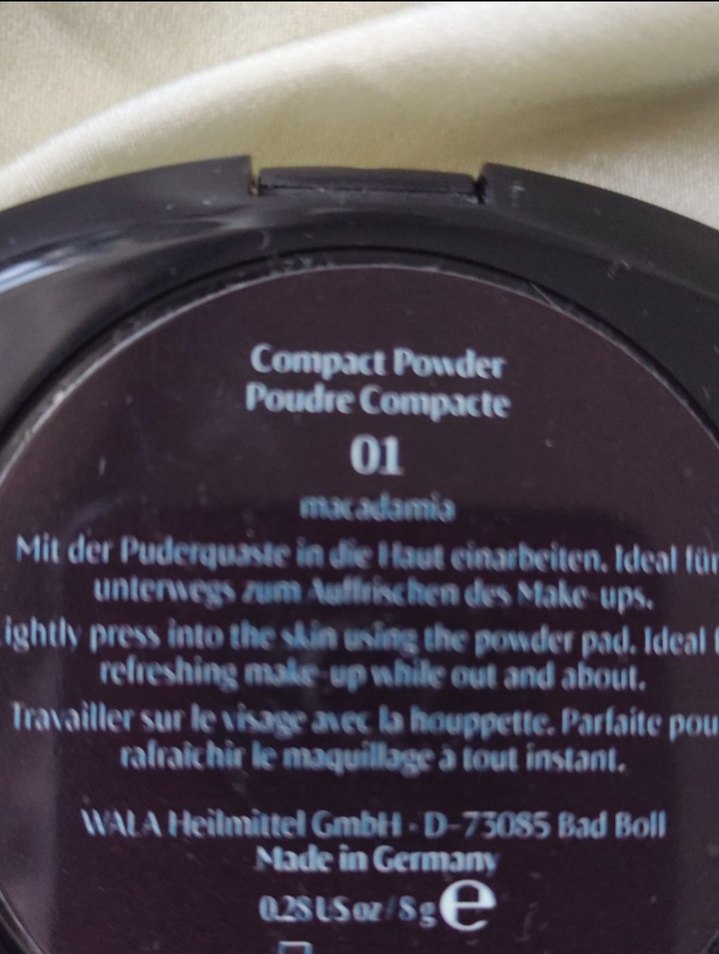 Compact Powder
Poudre Compacte
01
macadamia
Mit der Puderquaste in die Haut einarbeiten. Ideal für
unterwegs zum Auffrischen des Make-ups.
ightly press into the skin using the powder pad. Ideal
refreshing make-up while out and about.
Travailler sur le visage avec la houppette. Parfaite pou
rafraichir le maquillage à tout instant.
WALA Heilmittel GmbH · D-73085 Bad Boll
Made in Germany
0.28 US oz / 8 g e